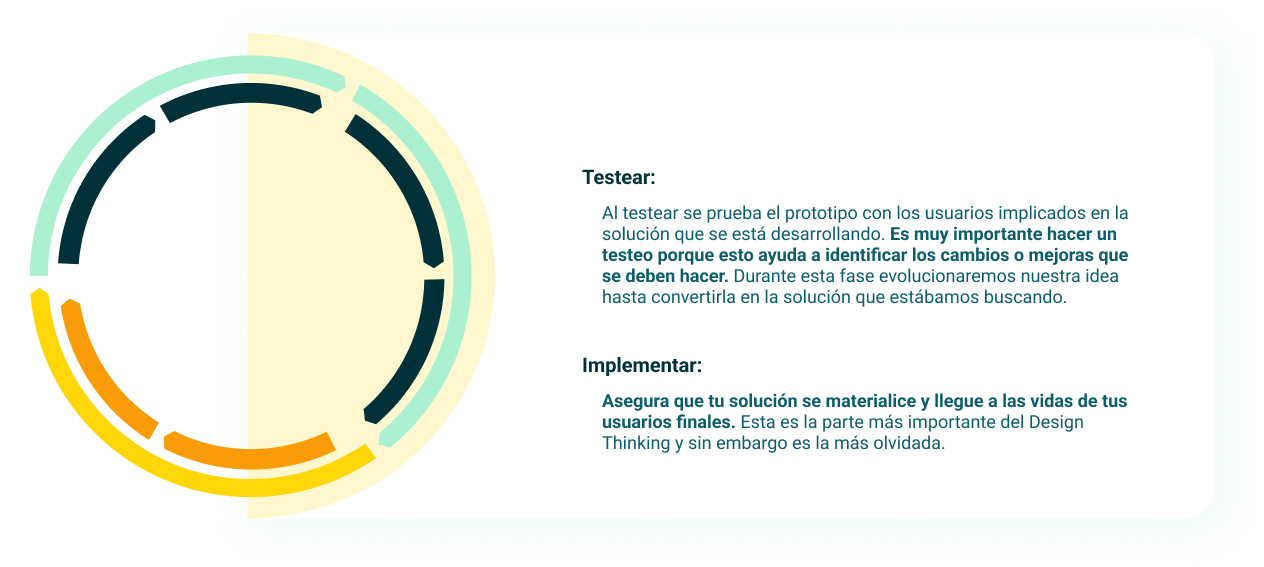 Testear:
Al testear se prueba el prototipo con los usuarios implicados en la
solución que se está desarrollando. Es muy importante hacer un
testeo porque esto ayuda a identificar los cambios o mejoras que
se deben hacer. Durante esta fase evolucionaremos nuestra idea
hasta convertirla en la solución que estábamos buscando.
Implementar:
Asegura que tu solución se materialice y llegue a las vidas de tus
usuarios finales. Esta es la parte más importante del Design
Thinking y sin embargo es la más olvidada.